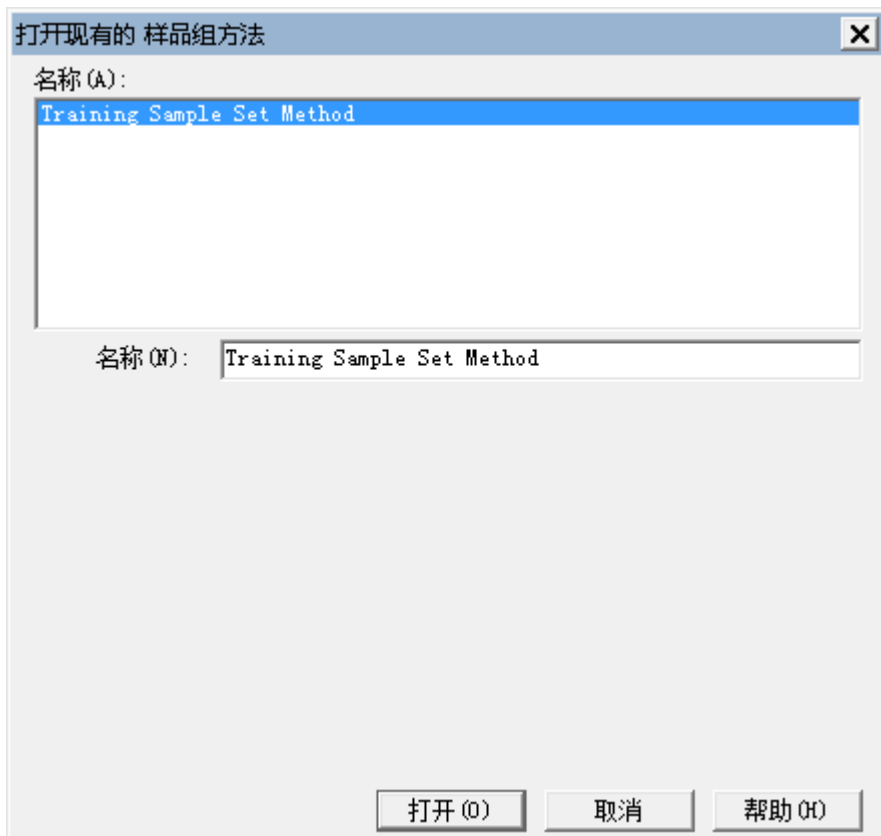 打开现有的 样品组方法
名称(A):
Training Sample Set Method
名称(N): Training Sample Set Method
打开(O) 取消 帮助(H)